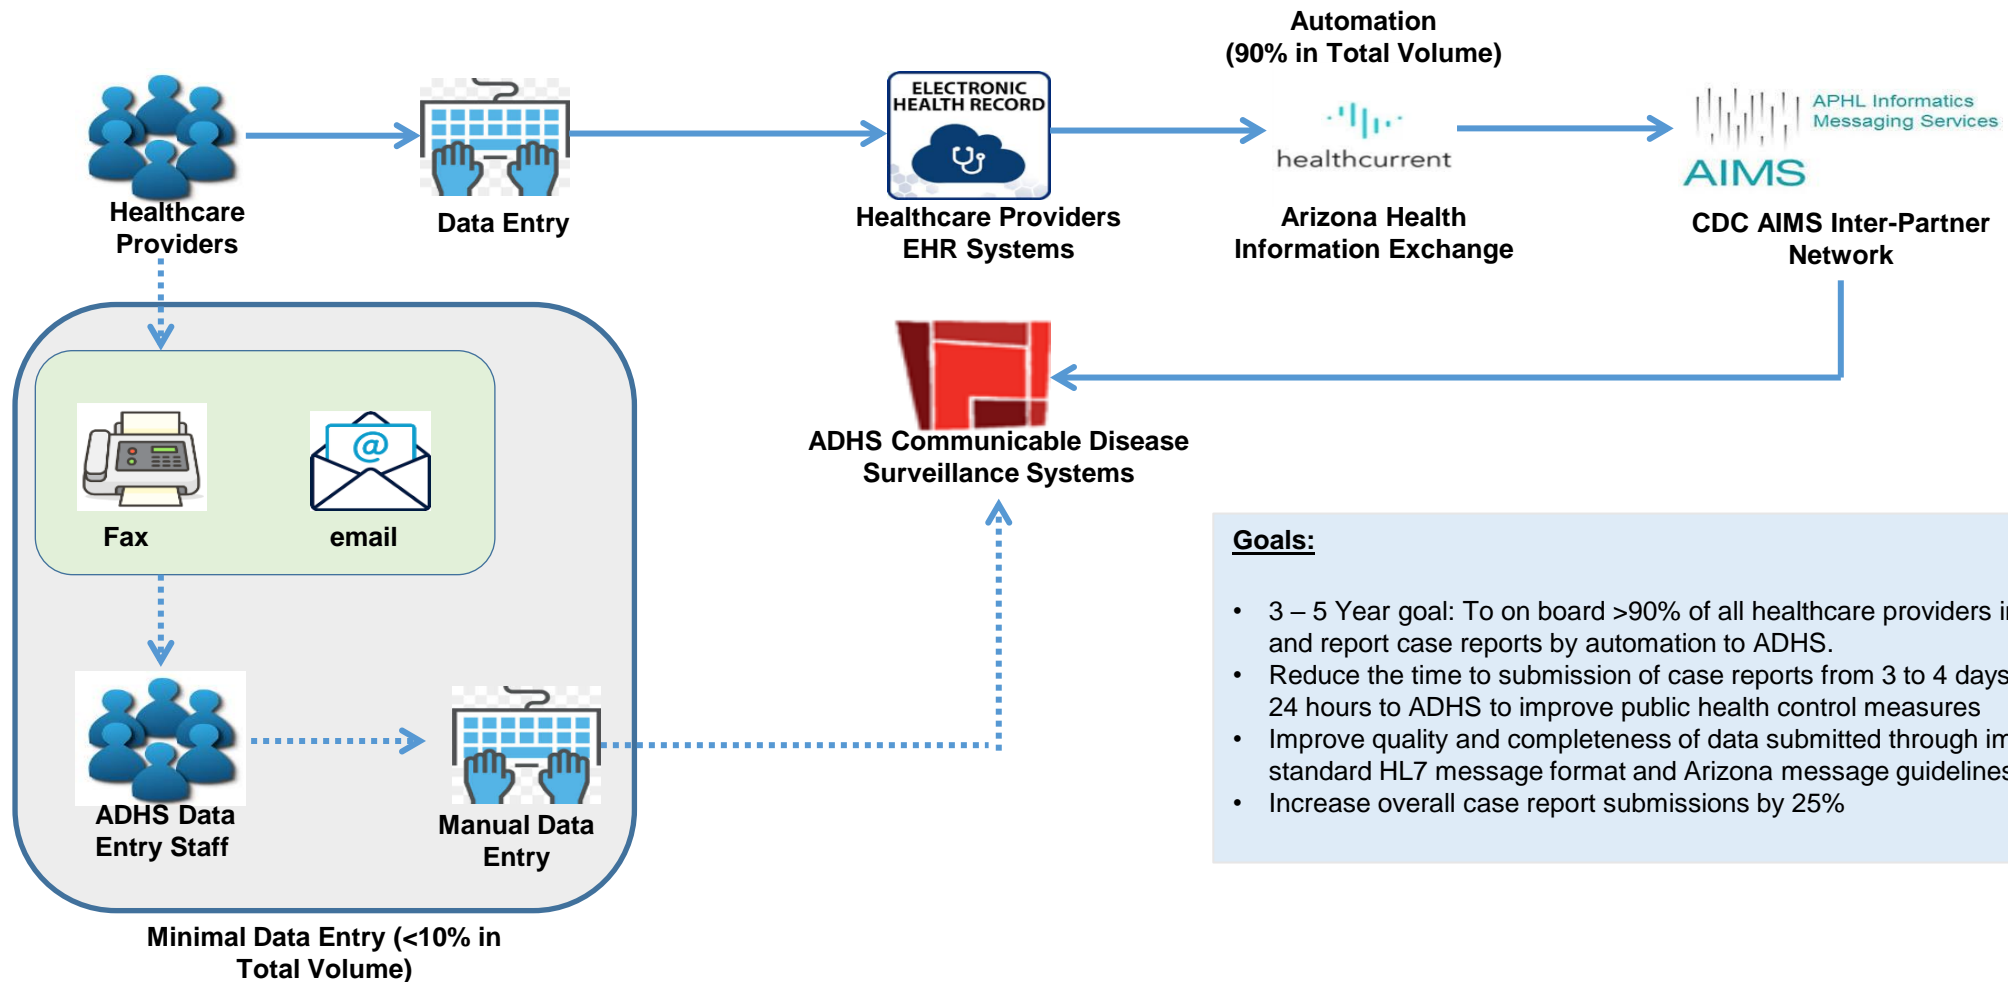 Automation
(90% in Total Volume)
ELECTRONIC
HEALTH RECORD
healthcurrent
APHL Informatics
Messaging Services
AIMS
Healthcare
Providers
Data Entry
Healthcare Providers
EHR Systems
Arizona Health
Information Exchange
CDC AIMS Inter-Partner
Network
ADHS Communicable Disease
Surveillance Systems
@
Fax
email
ADHS Data
Entry Staff
Manual Data
Entry
Minimal Data Entry (<10% in
Total Volume)
Goals:
• 3 – 5 Year goal: To on board >90% of all healthcare providers
and report case reports by automation to ADHS.
• Reduce the time to submission of case reports from 3 to 4 days
24 hours to ADHS to improve public health control measures
• Improve quality and completeness of data submitted through
standard HL7 message format and Arizona message guidelines
• Increase overall case report submissions by 25%